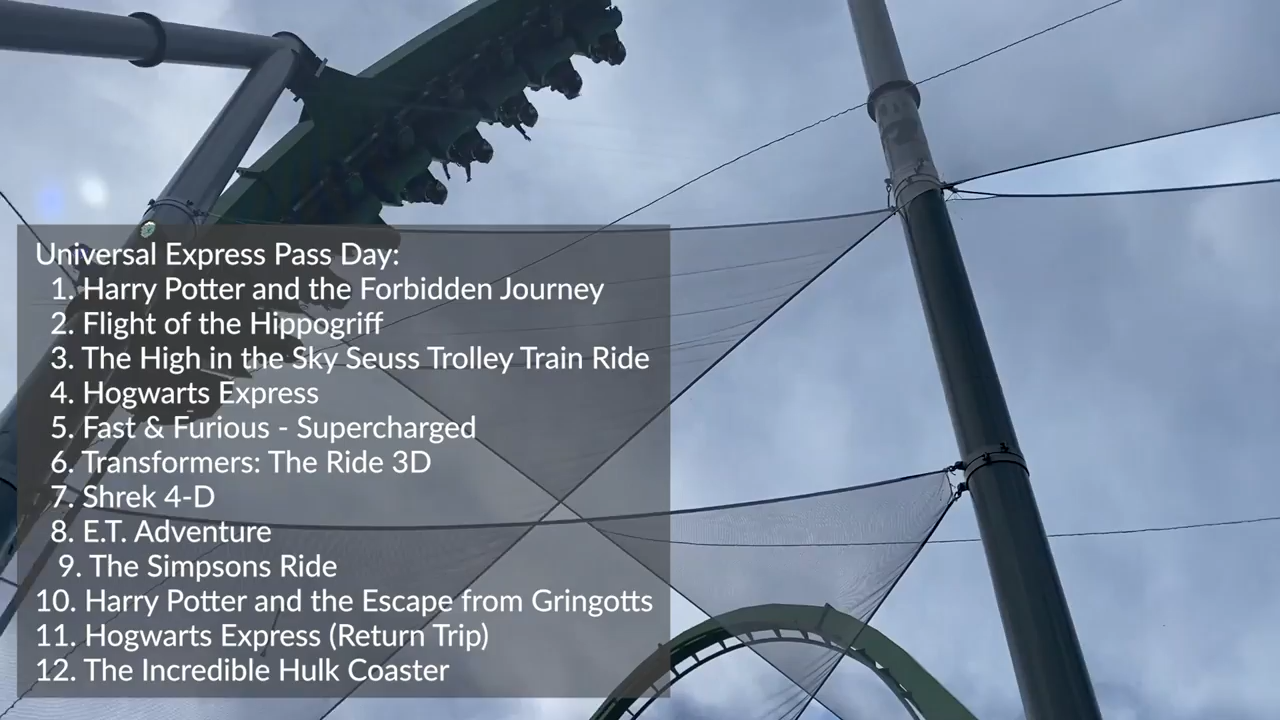 Universal Express Pass Day:
1. Harry Potter and the Forbidden Journey
2. Flight of the Hippogriff
3. The High in the Sky Seuss Trolley Train Ride
4. Hogwarts Express
5. Fast & Furious - Supercharged
6. Transformers: The Ride 3D
7. Shrek 4-D
8. E.T. Adventure
9. The Simpsons Ride
10. Harry Potter and the Escape from Gringotts
11. Hogwarts Express (Return Trip)
12. The Incredible Hulk Coaster